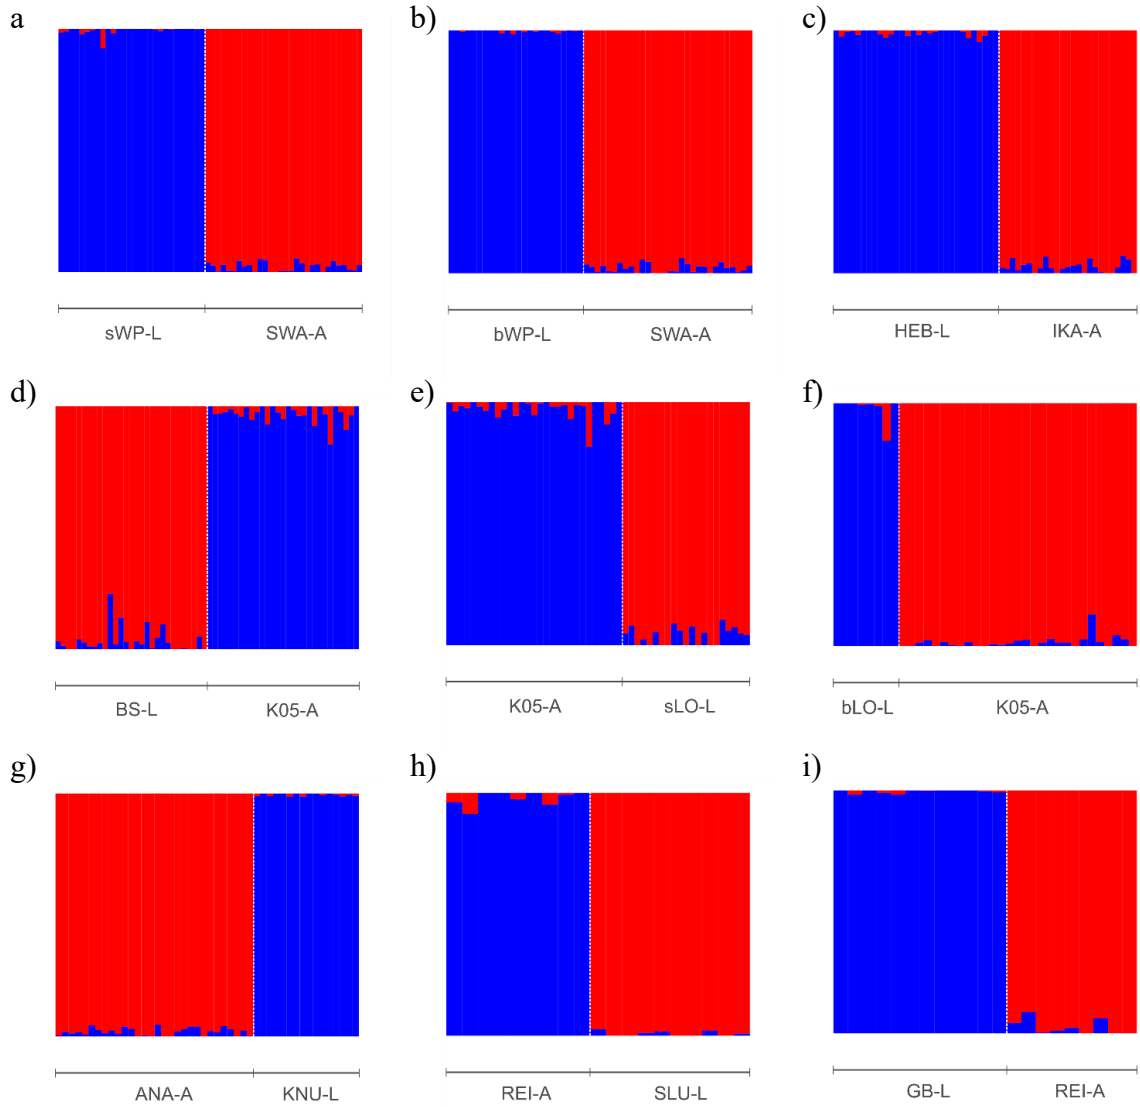 a b) c)
sWP-L SWA-A bWP-L SWA-A HEB-L IKA-A
d) e) f)
BS-L K05-A K05-A sLO-L bLO-L K05-A
g) h) i)
ANA-A KNU-L REI-A SLU-L GB-L REI-A